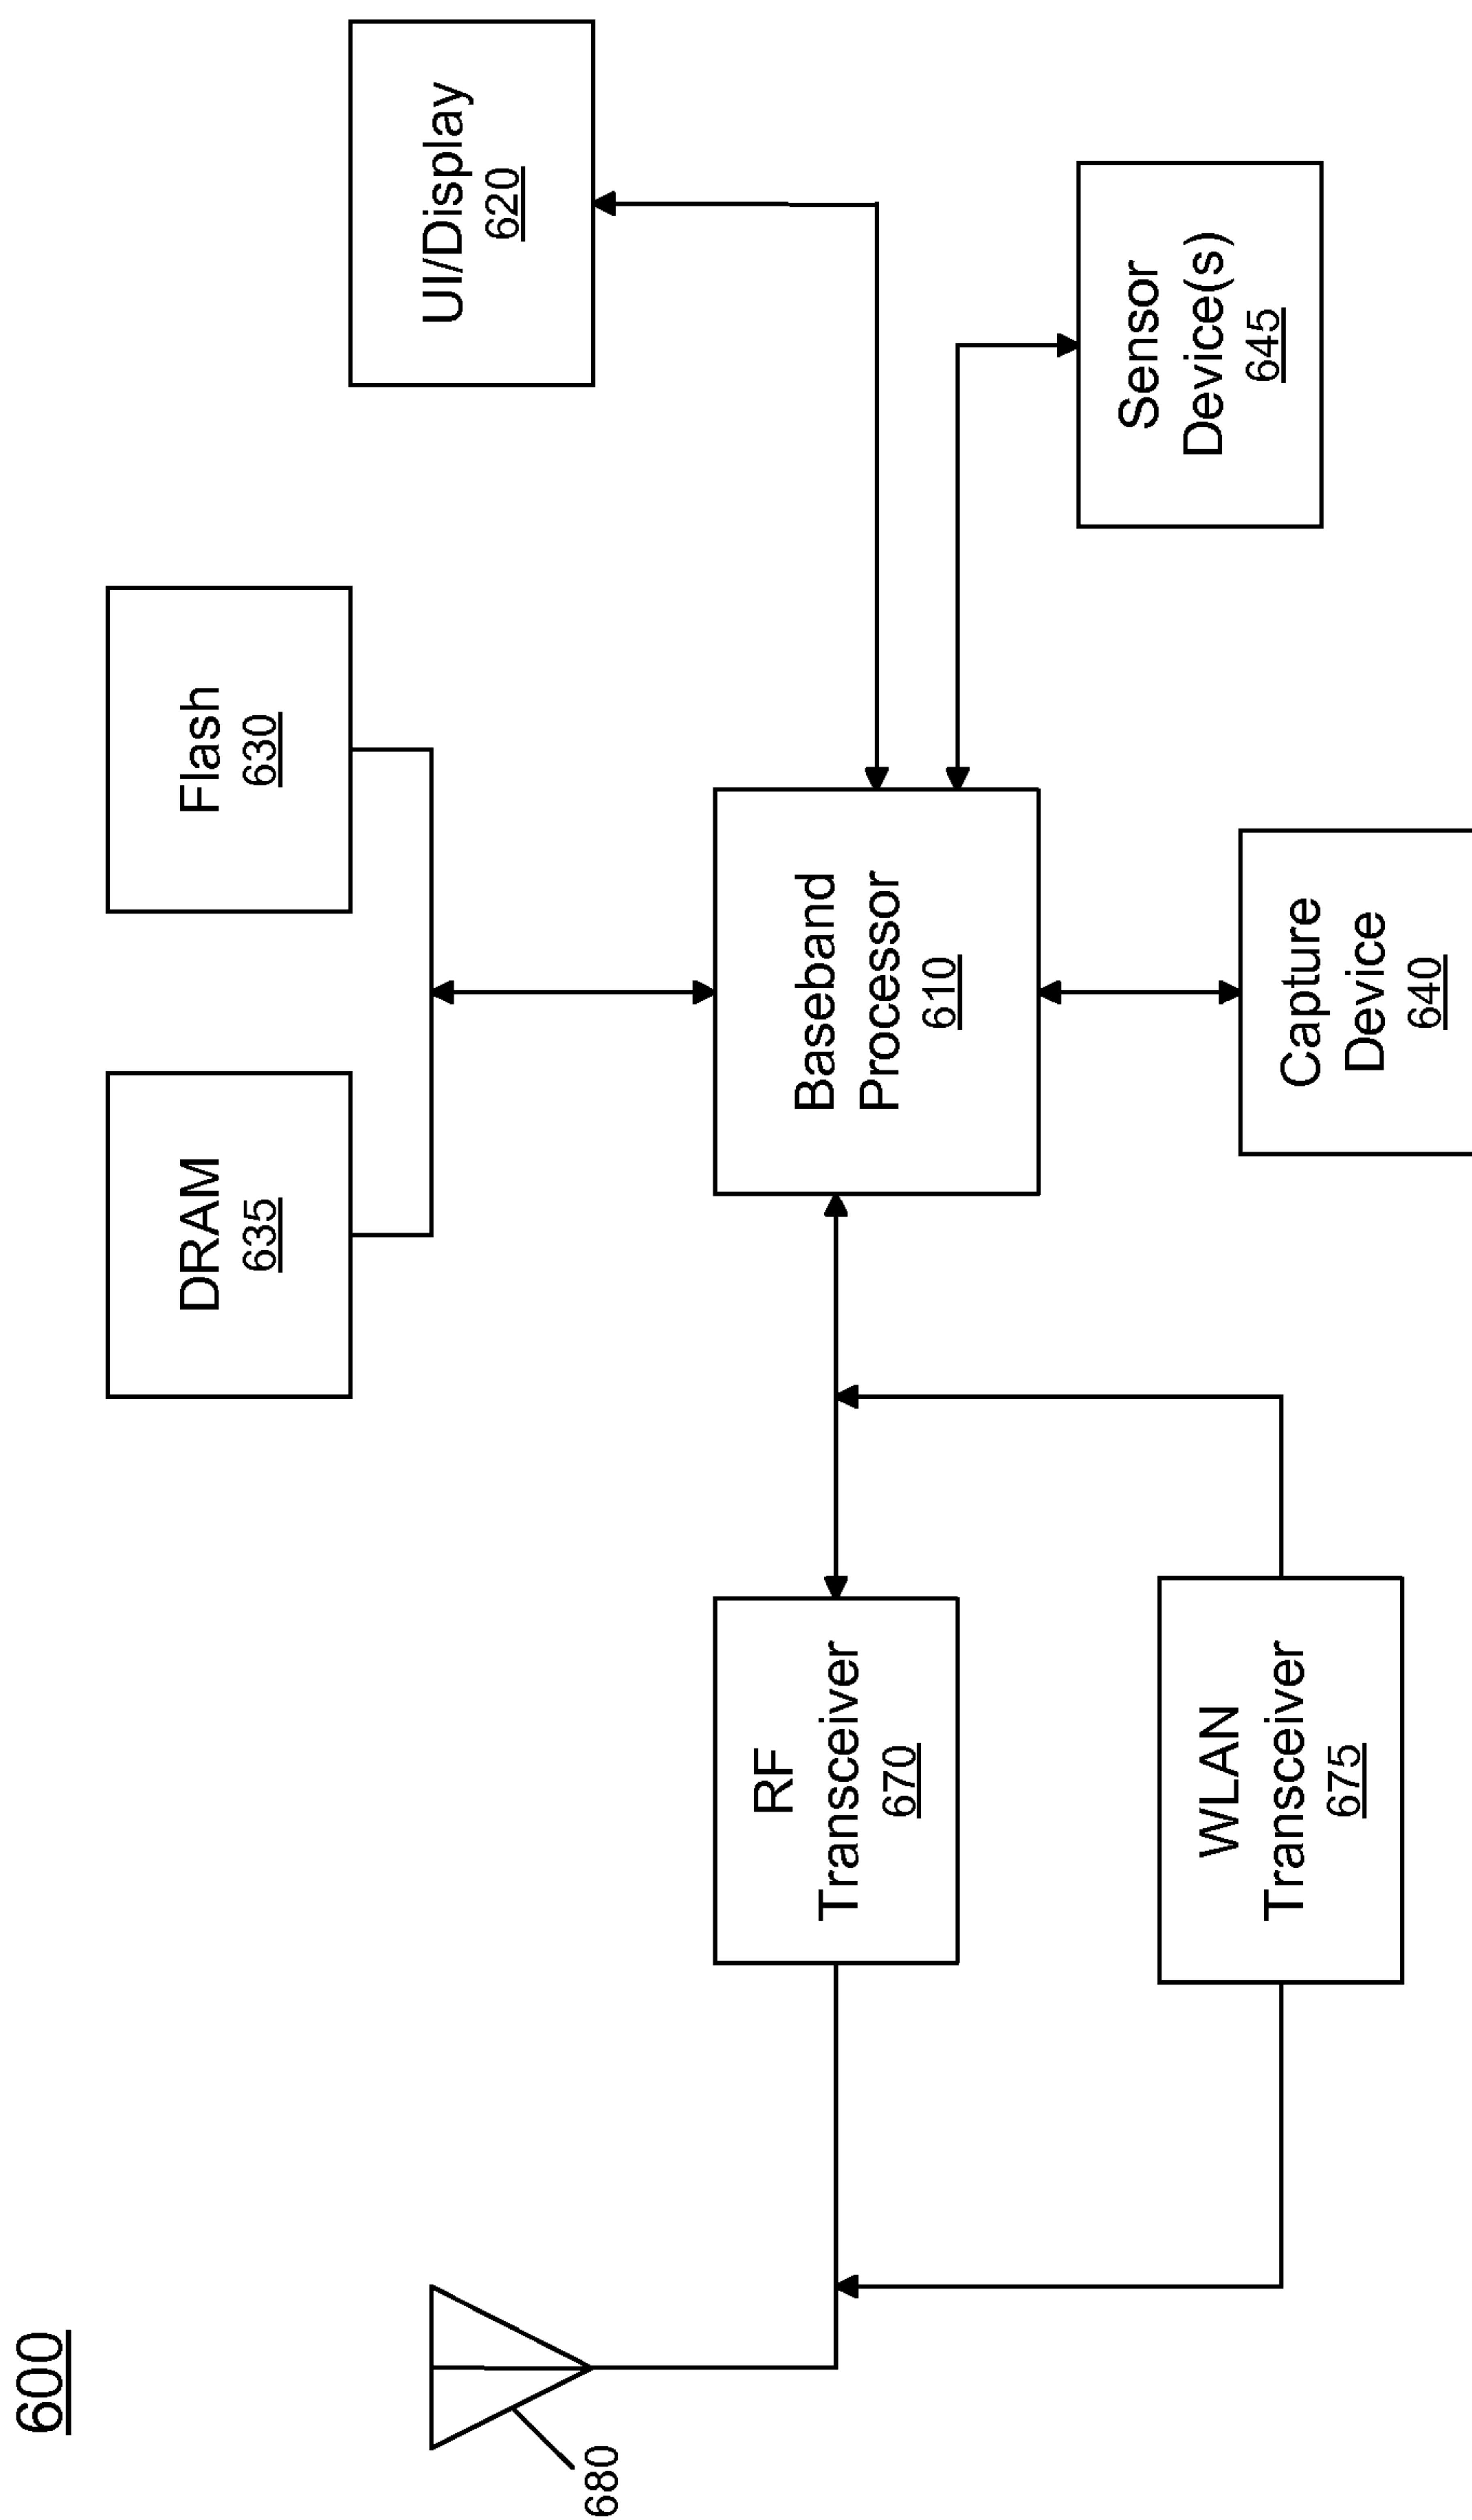 600
DRAM
635
Flash
630
UI/Display
620
680
RF
Transceiver
670
Baseband
Processor
610
Sensor
Device(s)
645
WLAN
Transceiver
675
Capture
Device
640